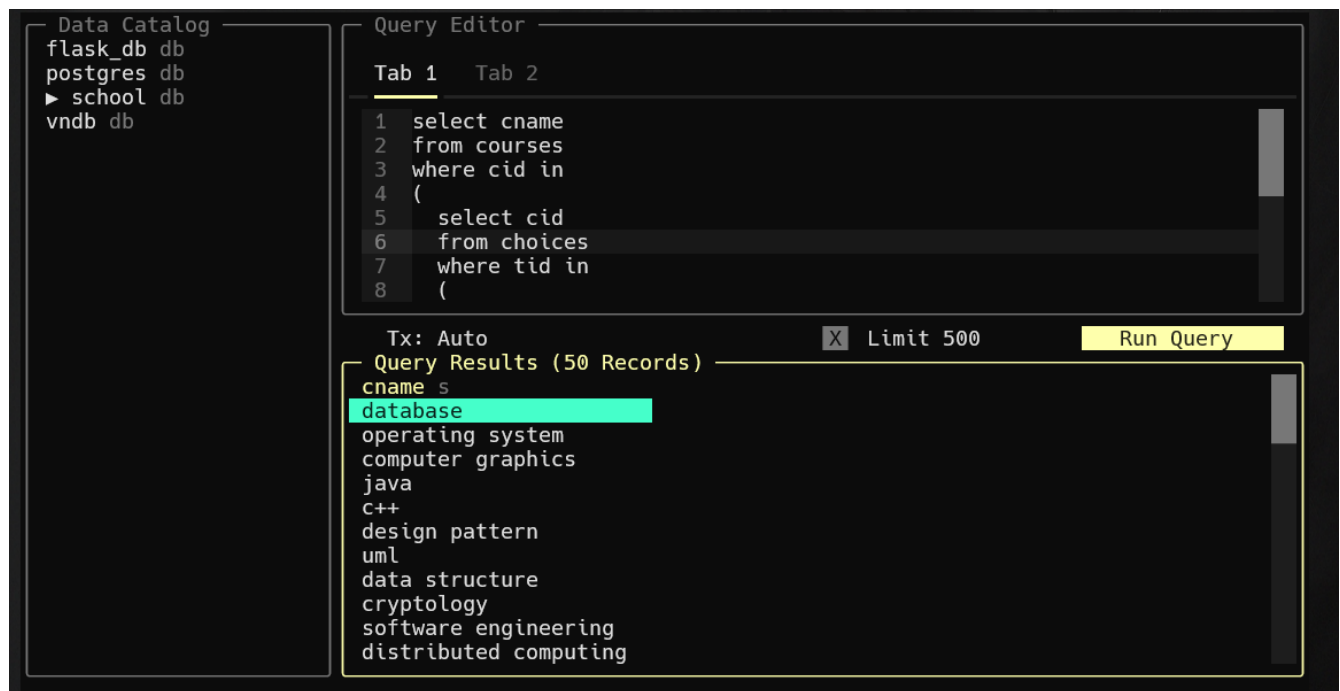 Data Catalog
flask_db db
postgres db
▶ school db
vndb db
Query Editor
Tab 1 Tab 2
1 select cname
2 from courses
3 where cid in
4 (
5   select cid
6   from choices
7   where tid in
8   (
Tx: Auto X Limit 500 Run Query
Query Results (50 Records)
cname s
database
operating system
computer graphics
java
c++
design pattern
uml
data structure
cryptology
software engineering
distributed computing